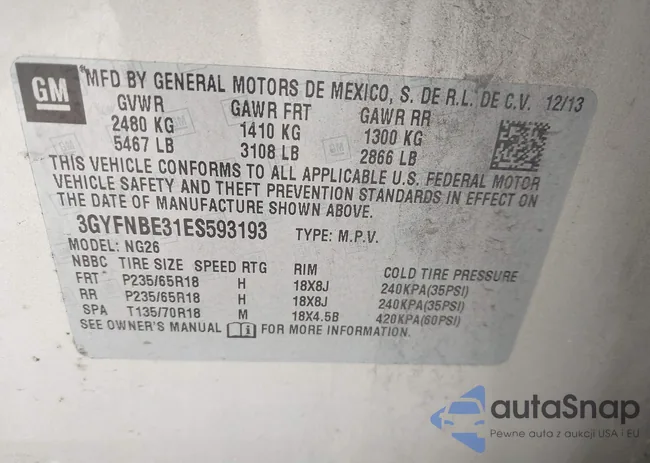 GM
*MFD BY GENERAL MOTORS DE MEXICO, S. DE R.L. DE C.V. 12/13
GVWR GAWR FRT GAWR RR
2480 KG 1410 KG 1300 KG
5467 LB 3108 LB 2866 LB
THIS VEHICLE CONFORMS TO ALL APPLICABLE U.S. FEDERAL MOTOR
VEHICLE SAFETY AND THEFT PREVENTION STANDARDS IN EFFECT ON
THE DATE OF MANUFACTURE SHOWN ABOVE.
3GYFNBE31ES593193 TYPE: M.P.V.
MODEL: NG26
NBBC TIRE SIZE SPEED RTG RIM COLD TIRE PRESSURE
FRT P235/65R18 H 18X8J 240KPA(35PSI)
RR P235/65R18 H 18X8J 240KPA(35PSI)
SPA T135/70R18 M 18X4.5B 420KPA(60PSI)
SEE OWNER'S MANUAL FOR MORE INFORMATION.
autaSnap
Pewne auta z aukcji USA i EU